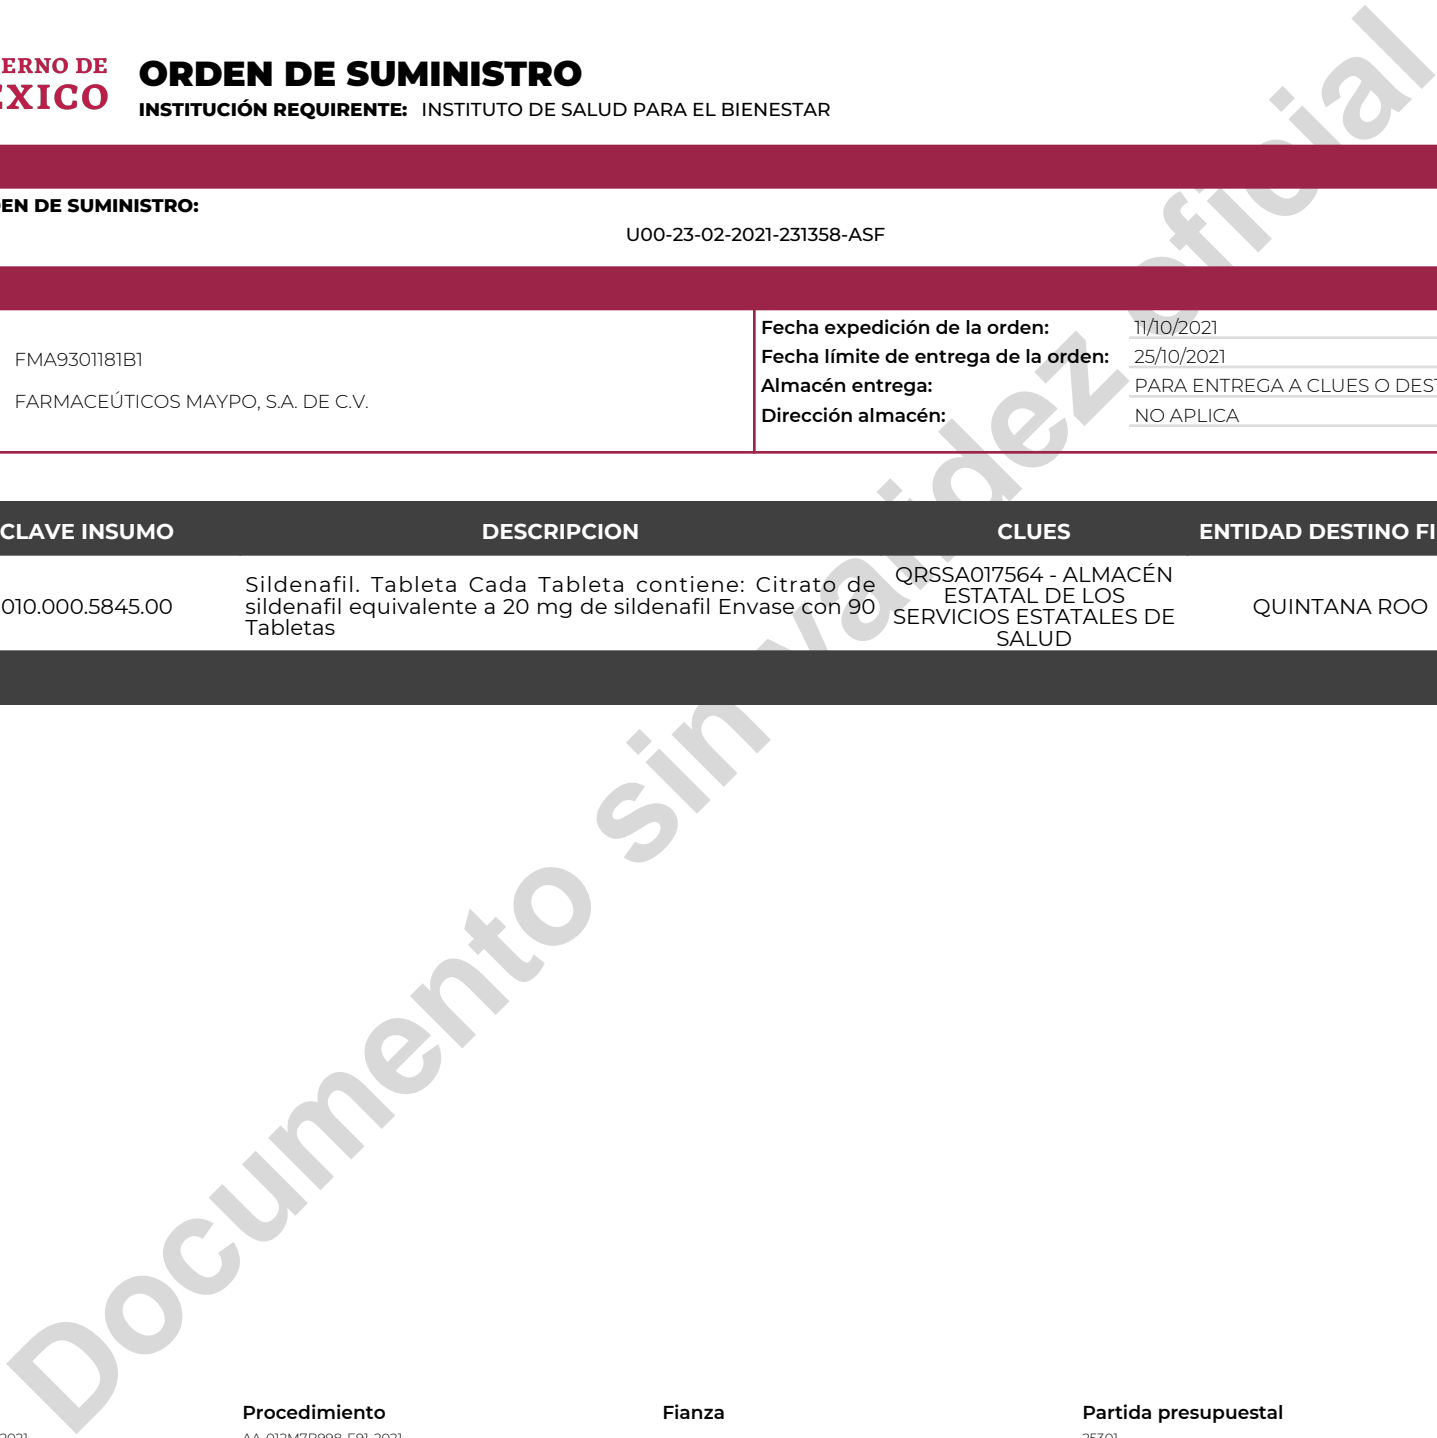 ERNO DE
EXICO
ORDEN DE SUMINISTRO
INSTITUCIÓN REQUIRENTE: INSTITUTO DE SALUD PARA EL BIENESTAR
EN DE SUMINISTRO:
U00-23-02-2021-231358-ASF
FMA9301181B1
FARMACEÚTICOS MAYPO, S.A. DE C.V.
Fecha expedición de la orden: 11/10/2021
Fecha límite de entrega de la orden: 25/10/2021
Almacén entrega: PARA ENTREGA A CLUES O DEST
Dirección almacén: NO APLICA
CLAVE INSUMO DESCRIPCION CLUES ENTIDAD DESTINO FI
010.000.5845.00
Sildenafil. Tableta Cada Tableta contiene: Citrato de
sildenafil equivalente a 20 mg de sildenafil Envase con 90
Tabletas
QRSSA017564 - ALMACÉN
ESTATAL DE LOS
SERVICIOS ESTATALES DE
SALUD
QUINTANA ROO
Documento sin validez oficial
Procedimiento Fianza Partida presupuestal